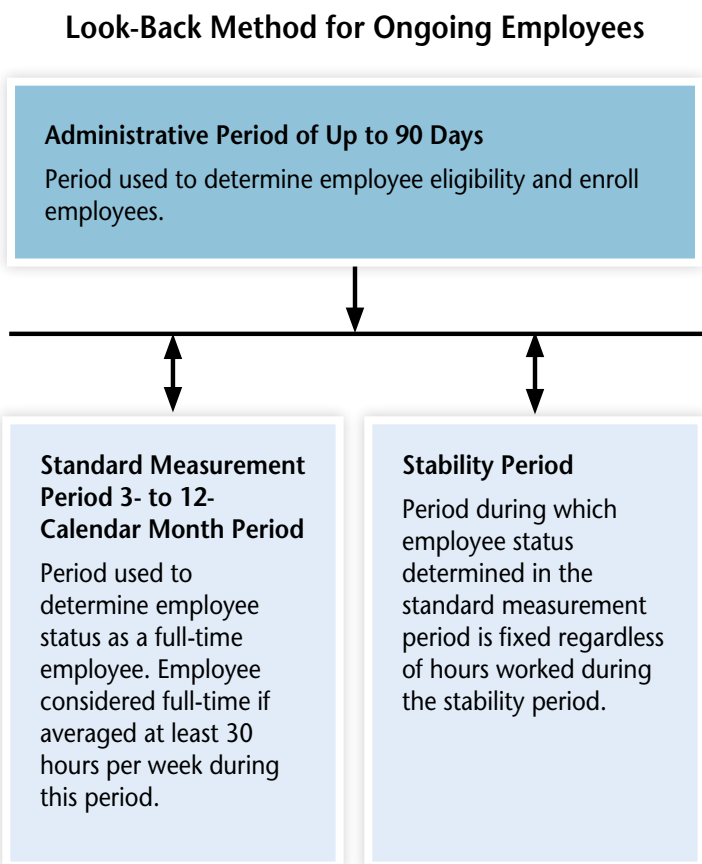 Look-Back Method for Ongoing Employees
Administrative Period of Up to 90 Days
Period used to determine employee eligibility and enroll
employees.
Standard Measurement
Period 3- to 12-
Calendar Month Period
Period used to
determine employee
status as a full-time
employee. Employee
considered full-time if
averaged at least 30
hours per week during
this period.
Stability Period
Period during which
employee status
determined in the
standard measurement
period is fixed regardless
of hours worked during
the stability period.